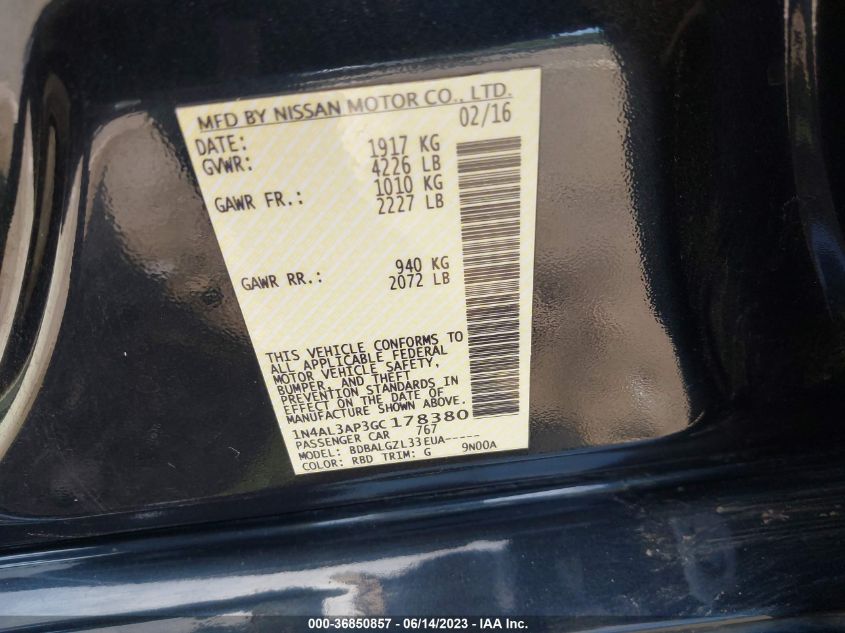 MFD BY NISSAN MOTOR CO., LTD.
DATE: 02/16
GVWR: 1917 KG
4226 LB
GAWR FR.: 1010 KG
2227 LB
GAWR RR.: 940 KG
2072 LB
THIS VEHICLE CONFORMS TO
ALL APPLICABLE FEDERAL
MOTOR VEHICLE SAFETY,
BUMPER, AND THEFT
PREVENTION STANDARDS IN
EFFECT ON THE DATE OF
MANUFACTURE SHOWN ABOVE.
1N4AL3AP3GC178380
PASSENGER CAR 767
MODEL: BDBALGZL33EUA-----
COLOR: RBD TRIM: G 9N00A
000-36850857 - 06/14/2023 - IAA Inc.